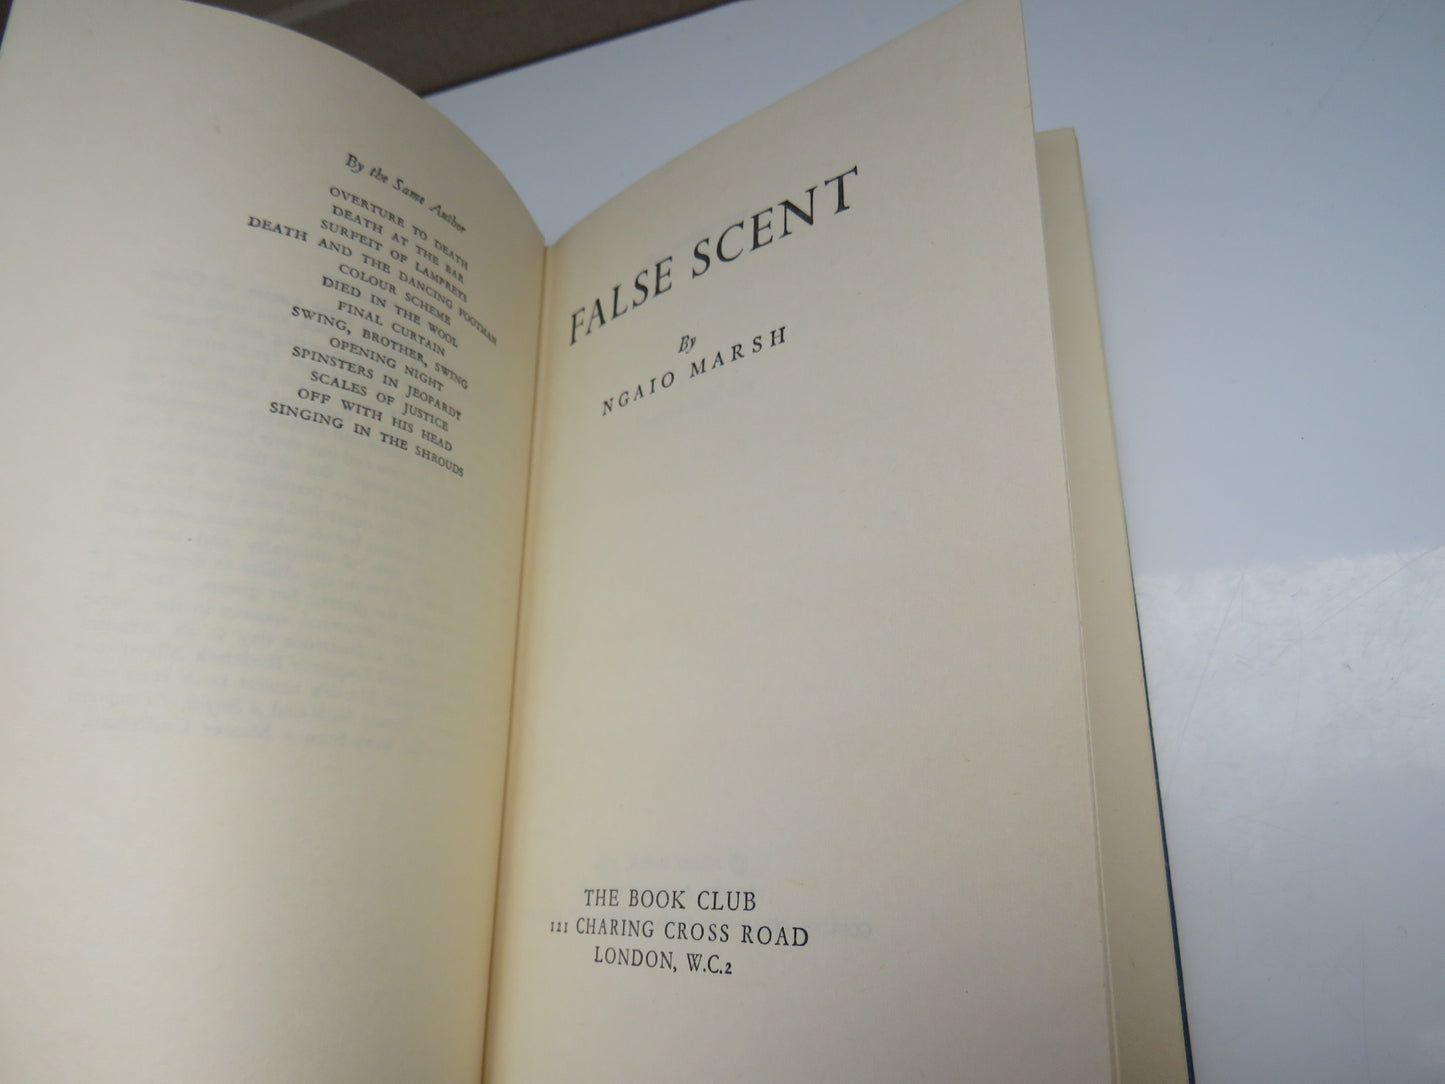 By the Same Author
OVERTURE TO DEATH
DEATH AT THE BAR
SURFEIT OF LAMPREYS
DEATH AND THE DANCING FOOTMAN
COLOUR SCHEME
DIED IN THE WOOL
FINAL CURTAIN
SWING, BROTHER, SWING
OPENING NIGHT
SPINSTERS IN JEOPARDY
SCALES OF JUSTICE
OFF WITH HIS HEAD
SINGING IN THE SHROUDS
FALSE SCENT
By
NGAIO MARSH
THE BOOK CLUB
121 CHARING CROSS ROAD
LONDON, W.C.2